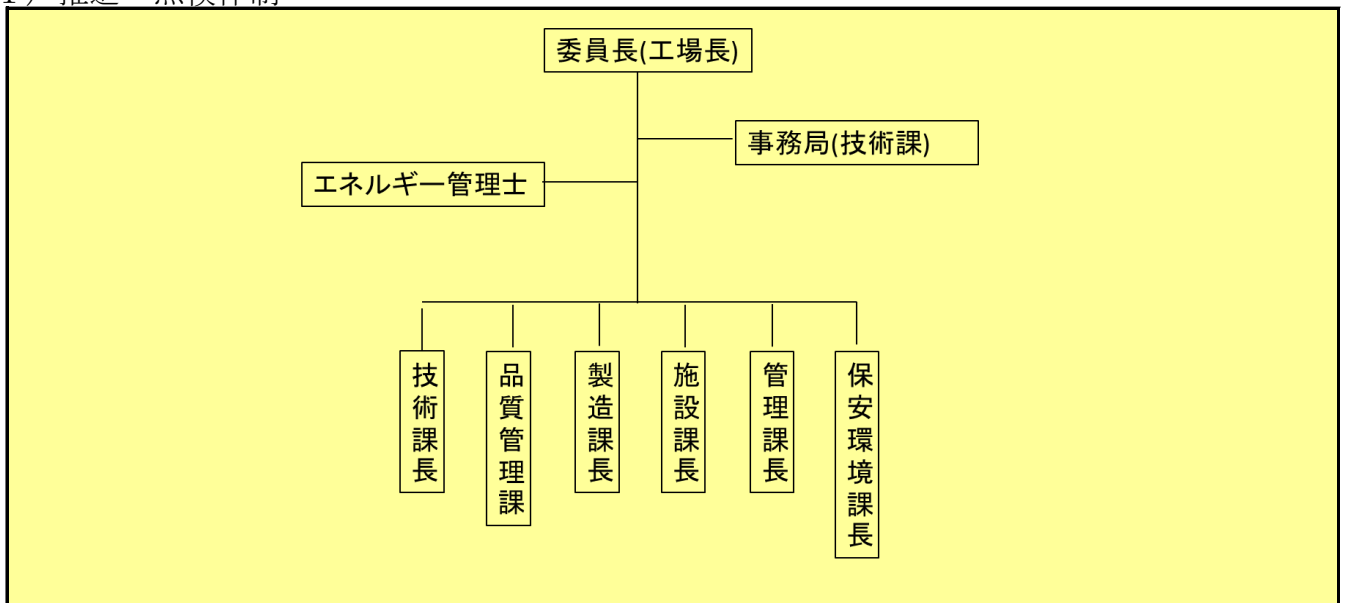 委員長(工場長)
事務局(技術課)
エネルギー管理士
技術課長
品質管理課
製造課長
施設課長
管理課長
保安環境課長